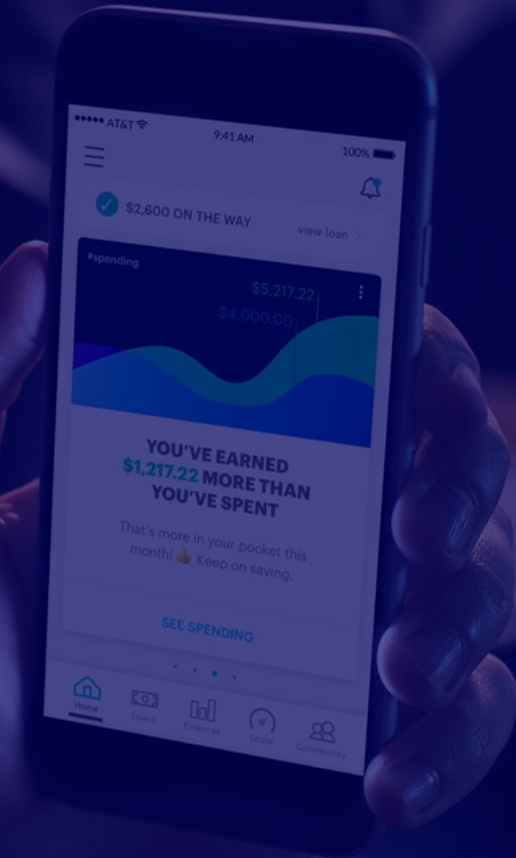 AT&T
9:41 AM
100%
$2,600 ON THE WAY
view loan
#spending
$5,217.22
$4,000.00
YOU'VE EARNED
$1,217.22 MORE THAN
YOU'VE SPENT
That's more in your pocket this
month! 👍 Keep on saving.
SEE SPENDING
Home
Loans
Finances
Score
Community